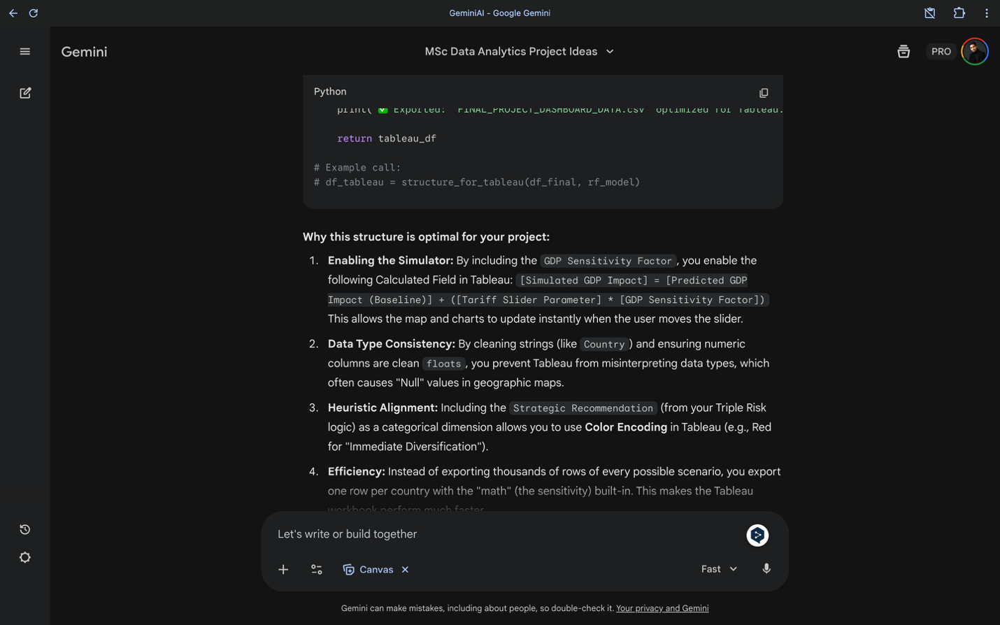 GeminiAI - Google Gemini
Gemini
MSc Data Analytics Project Ideas
PRO
Python
print( ✅ Exported: 'FINAL_PROJECT_DASHBOARD_DATA.csv' optimized for Tableau.
return tableau_df
# Example call:
# df_tableau = structure_for_tableau(df_final, rf_model)
Why this structure is optimal for your project:
1. Enabling the Simulator: By including the GDP Sensitivity Factor, you enable the
following Calculated Field in Tableau: [Simulated GDP Impact] = [Predicted GDP
Impact (Baseline)] + ([Tariff Slider Parameter] * [GDP Sensitivity Factor])
This allows the map and charts to update instantly when the user moves the slider.
2. Data Type Consistency: By cleaning strings (like Country) and ensuring numeric
columns are clean floats, you prevent Tableau from misinterpreting data types, which
often causes "Null" values in geographic maps.
3. Heuristic Alignment: Including the Strategic Recommendation (from your Triple Risk
logic) as a categorical dimension allows you to use Color Encoding in Tableau (e.g., Red
for "Immediate Diversification").
4. Efficiency: Instead of exporting thousands of rows of every possible scenario, you export
one row per country with the "math" (the sensitivity) built-in. This makes the Tableau
workbook perform much faster.
Let's write or build together
Canvas
Fast
Gemini can make mistakes, including about people, so double-check it. Your privacy and Gemini